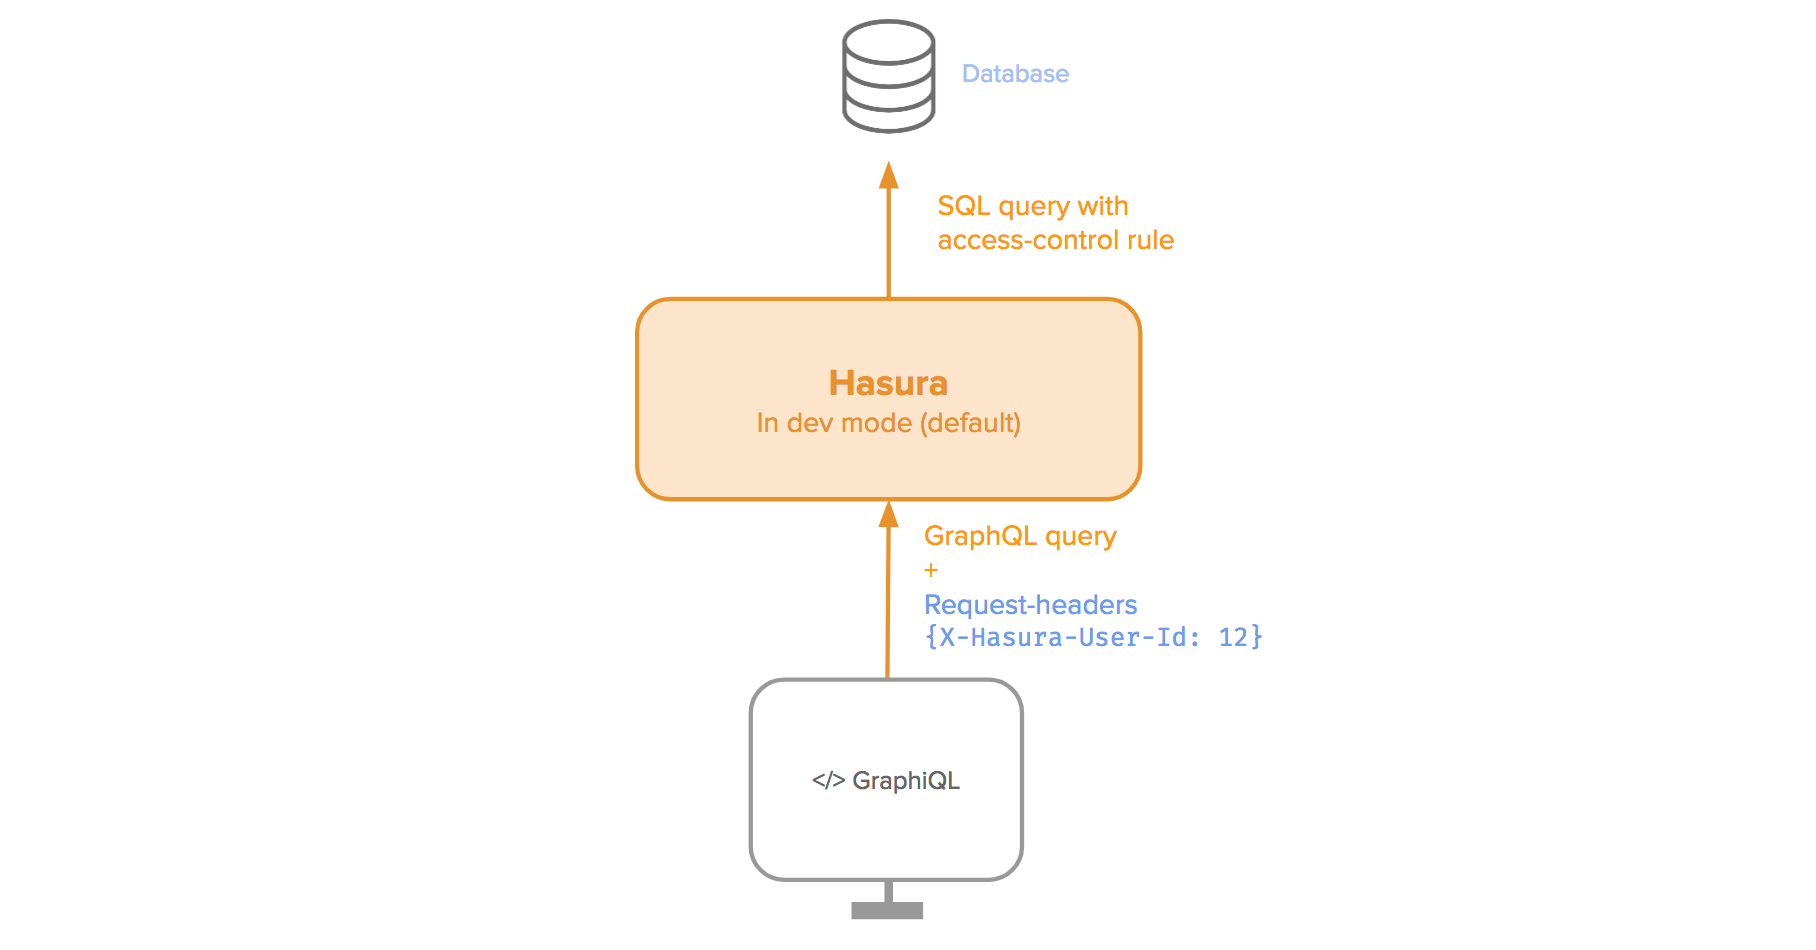 Database
SQL query with
access-control rule
Hasura
In dev mode (default)
GraphQL query
+
Request-headers
{X-Hasura-User-Id: 12}
</> GraphiQL